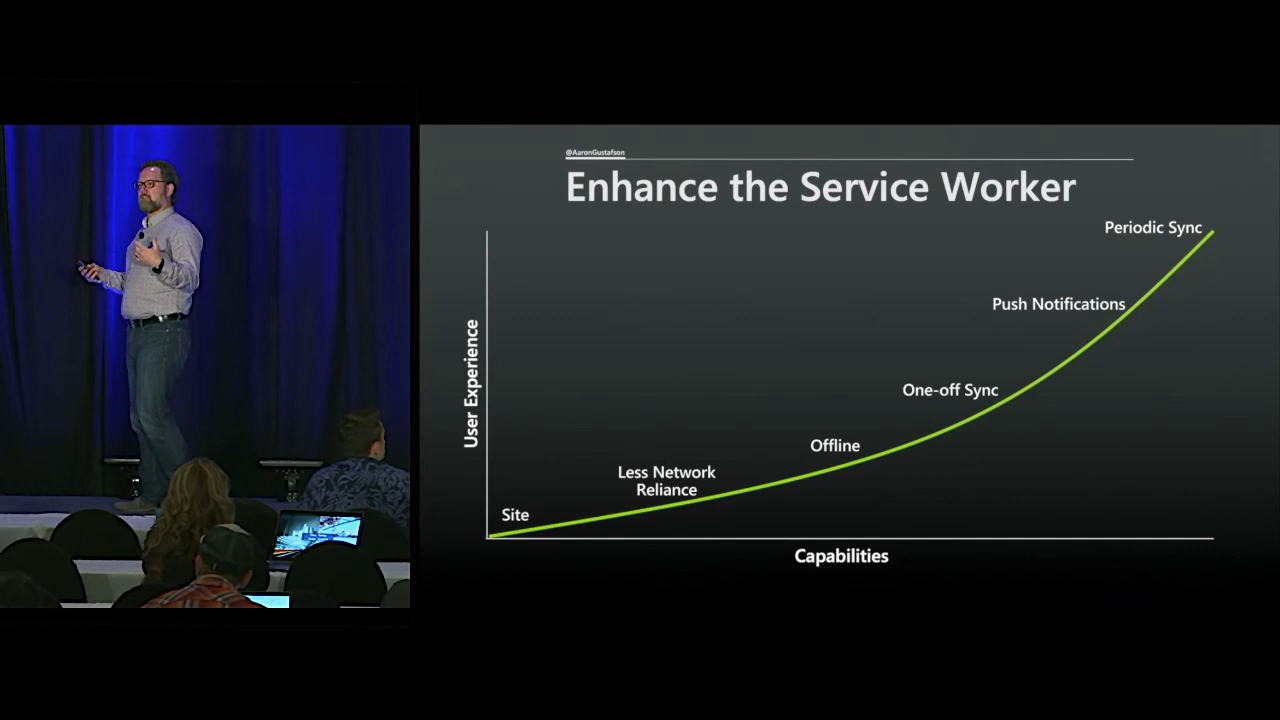 @AaronGustafson
Enhance the Service Worker
Periodic Sync
Push Notifications
One-off Sync
Offline
Less Network
Reliance
Site
User Experience
Capabilities